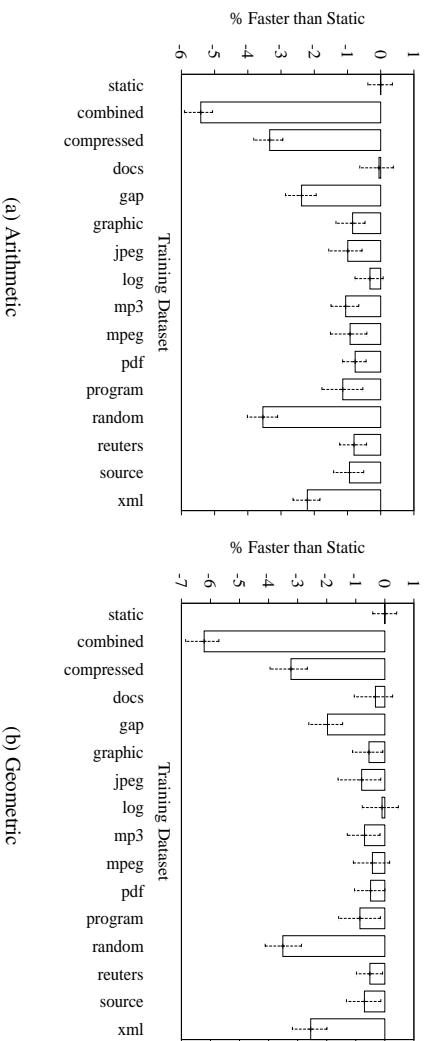 % Faster than Static
-6
-5
-4
-3
-2
-1
0
1
static
combined
compressed
docs
gap
graphic
jpeg
log
mp3
mpeg
pdf
program
random
reuters
source
xml
Training Dataset
(a) Arithmetic
% Faster than Static
-7
-6
-5
-4
-3
-2
-1
0
1
static
combined
compressed
docs
gap
graphic
jpeg
log
mp3
mpeg
pdf
program
random
reuters
source
xml
Training Dataset
(b) Geometric